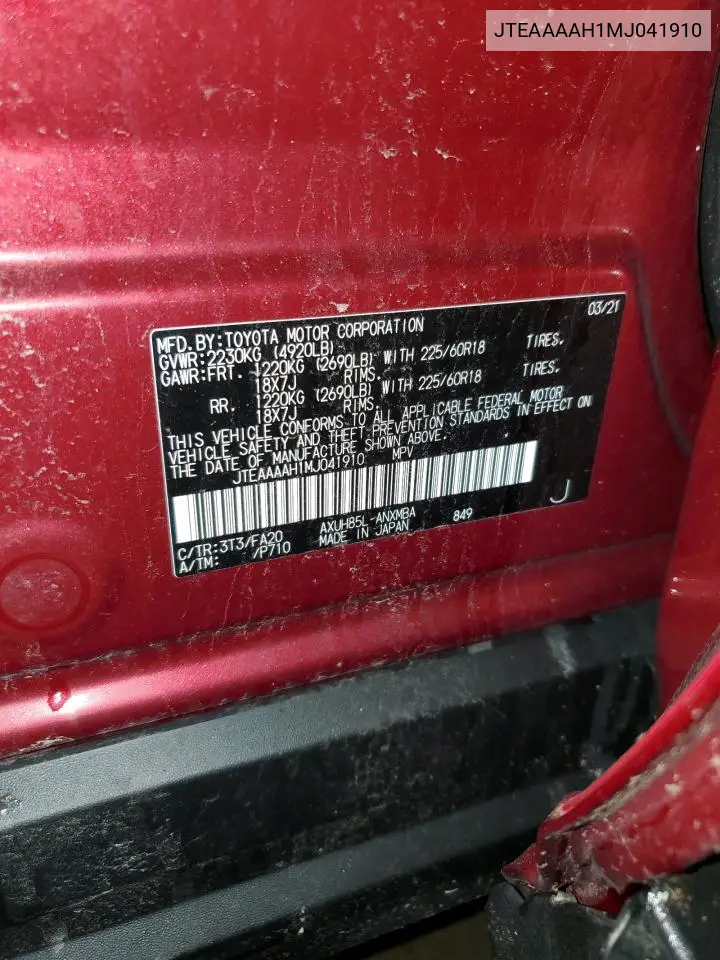 JTEAAAAH1MJ041910
03/21
MFD.BY:TOYOTA MOTOR CORPORATION
GVWR:2230KG (4920LB)
GAWR:FRT. 1220KG (2690LB) WITH 225/60R18 TIRES.
18X7J RIMS.
RR. 1220KG (2690LB) WITH 225/60R18 TIRES.
18X7J RIMS.
THIS VEHICLE CONFORMS TO ALL APPLICABLE FEDERAL MOTOR
VEHICLE SAFETY AND THEFT PREVENTION STANDARDS IN EFFECT ON
THE DATE OF MANUFACTURE SHOWN ABOVE.
JTEAAAAH1MJ041910 MPV
C/TR:3T3/FA20 AXUH85L-ANXMBA 849 J
A/TM: /P710 MADE IN JAPAN